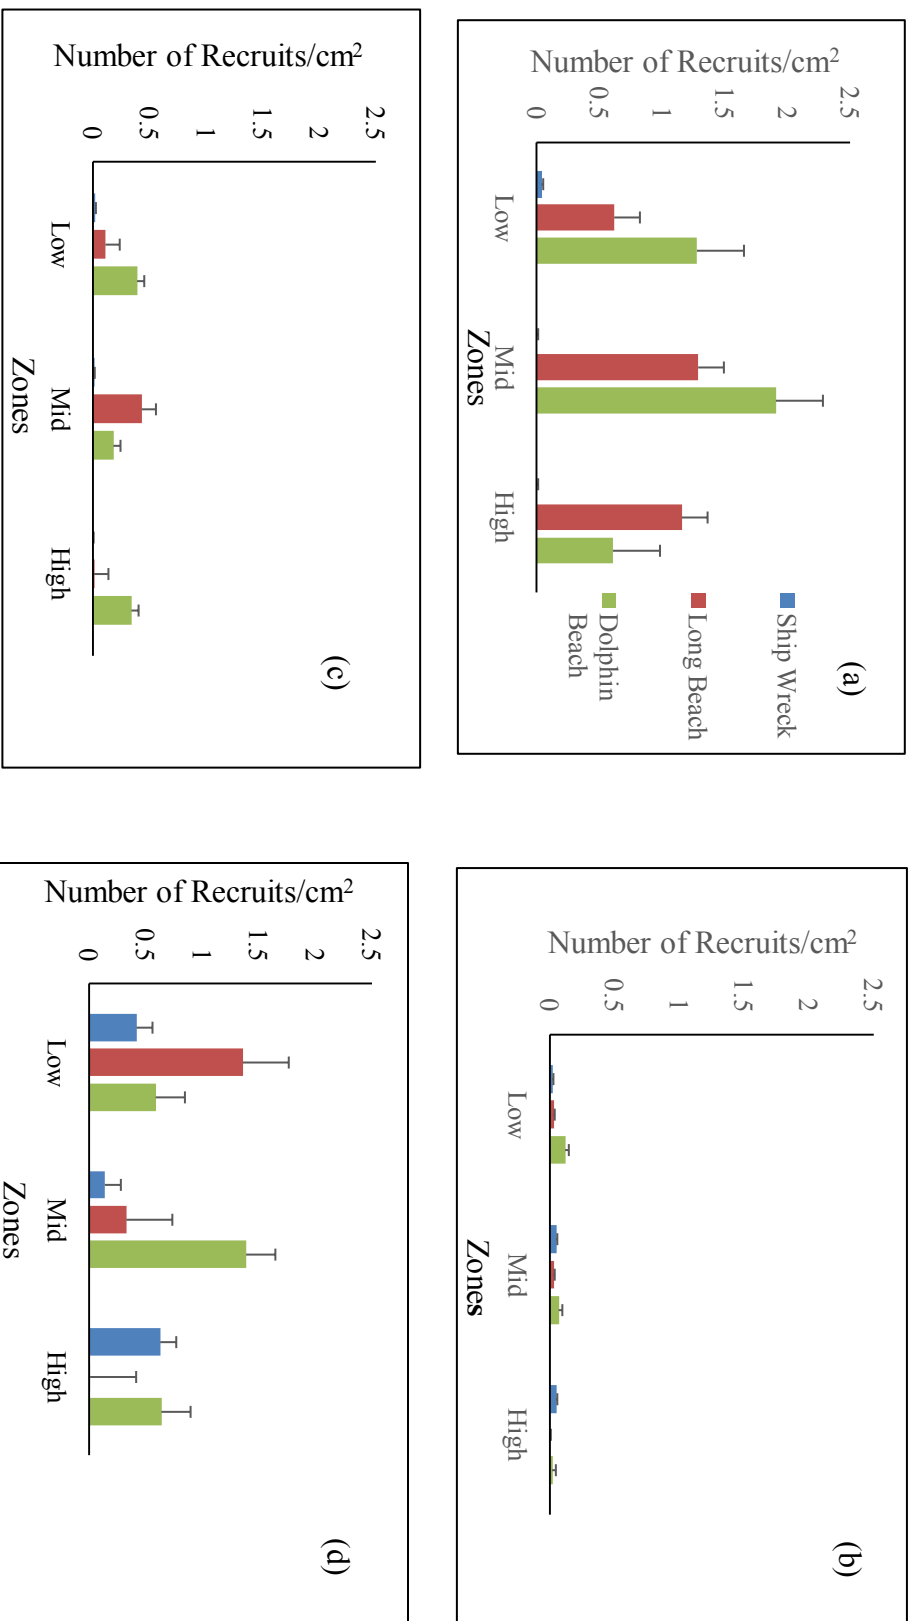 (a)
Number of Recruits/cm²
2.5
2
1.5
1
0.5
0
Low
Mid
High
Zones
Ship Wreck
Long Beach
Dolphin
Beach
(b)
Number of Recruits/cm²
2.5
2
1.5
1
0.5
0
Low
Mid
High
Zones
(c)
Number of Recruits/cm²
2.5
2
1.5
1
0.5
0
Low
Mid
High
Zones
(d)
Number of Recruits/cm²
2.5
2
1.5
1
0.5
0
Low
Mid
High
Zones